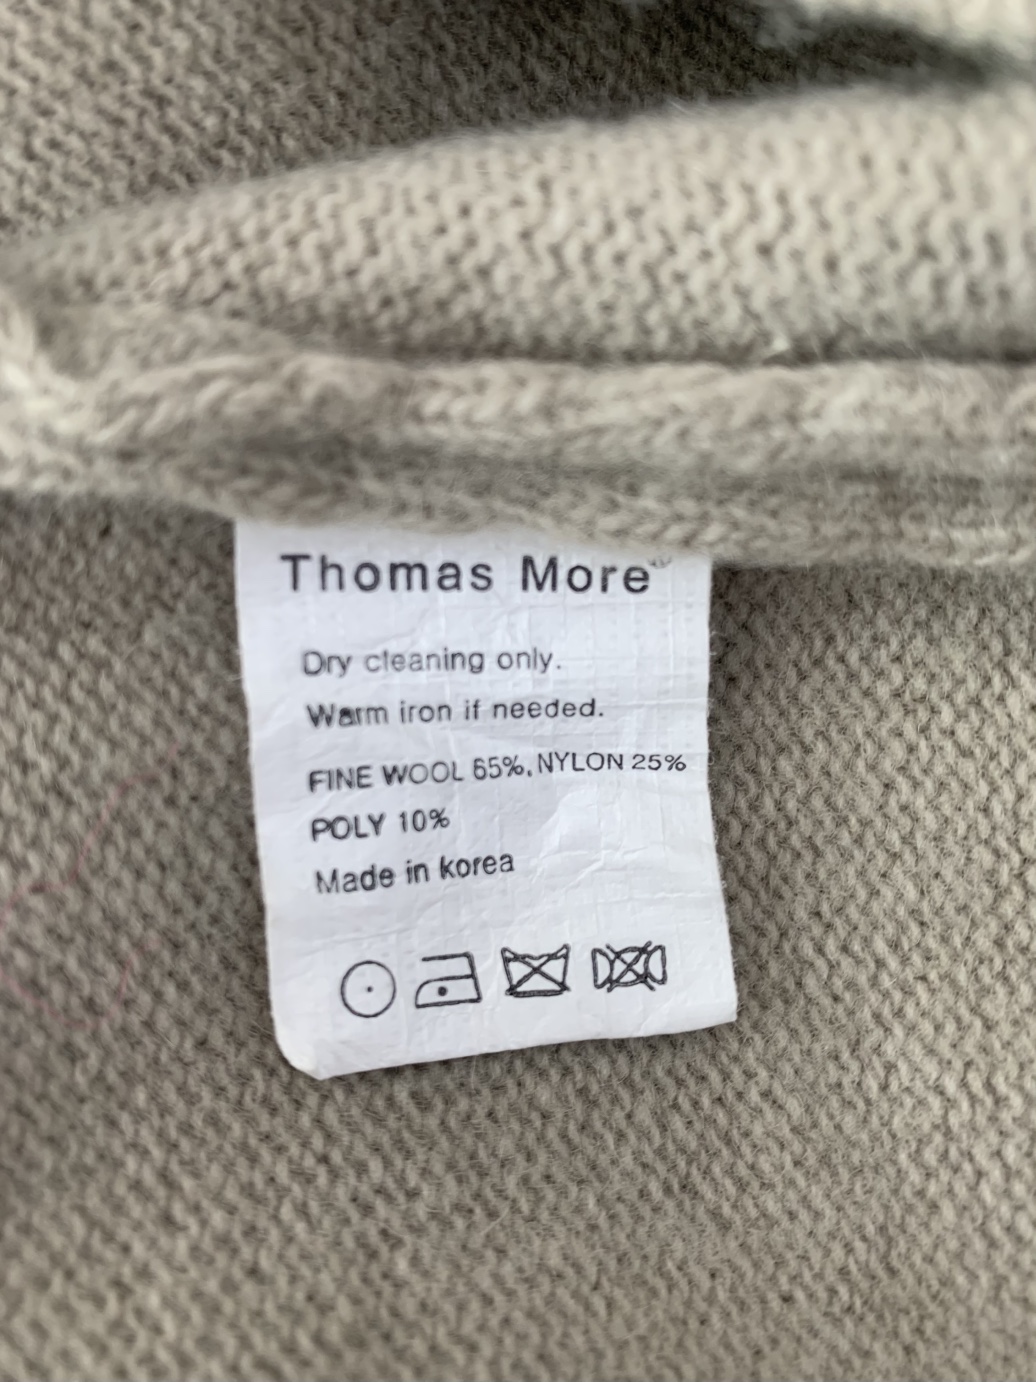 Thomas More
Dry cleaning only.
Warm iron if needed.
FINE WOOL 65%, NYLON 25%
POLY 10%
Made in korea